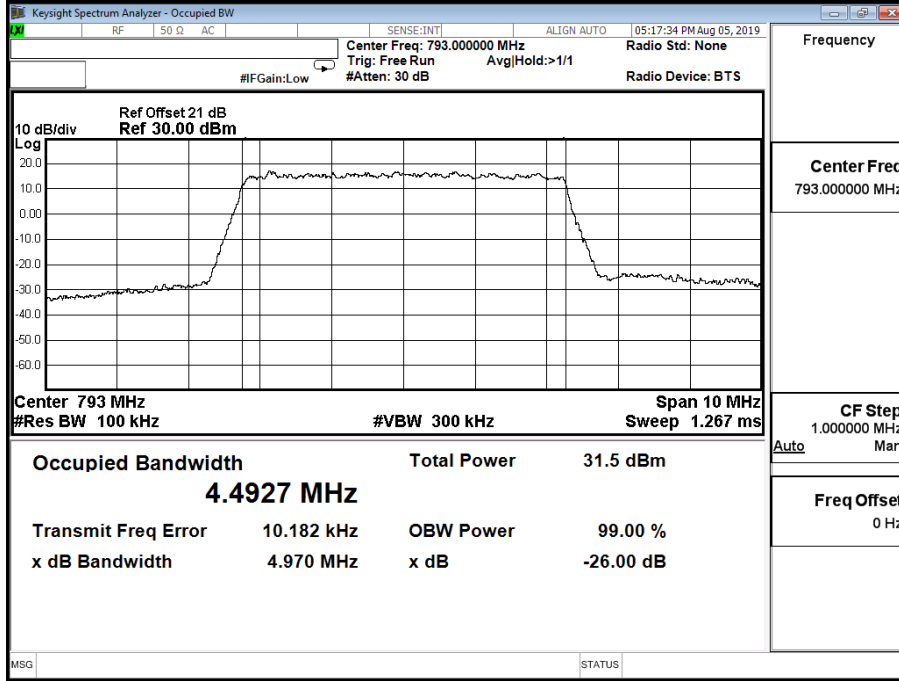 Keysight Spectrum Analyzer - Occupied BW
LXI RF 50 Ω AC SENSE:INT ALIGN AUTO 05:17:34 PM Aug 05, 2019
Center Freq: 793.000000 MHz Radio Std: None
Trig: Free Run Avg|Hold:>1/1
#IFGain:Low #Atten: 30 dB Radio Device: BTS
Ref Offset 21 dB
10 dB/div Ref 30.00 dBm
Log
20.0
10.0
0.00
-10.0
-20.0
-30.0
-40.0
-50.0
-60.0
Center 793 MHz Span 10 MHz
#Res BW 100 kHz #VBW 300 kHz Sweep 1.267 ms
Occupied Bandwidth Total Power 31.5 dBm
4.4927 MHz
Transmit Freq Error 10.182 kHz OBW Power 99.00 %
x dB Bandwidth 4.970 MHz x dB -26.00 dB
MSG STATUS
Frequency
Center Freq
793.000000 MHz
CF Step
1.000000 MHz
Auto Man
Freq Offset
0 Hz